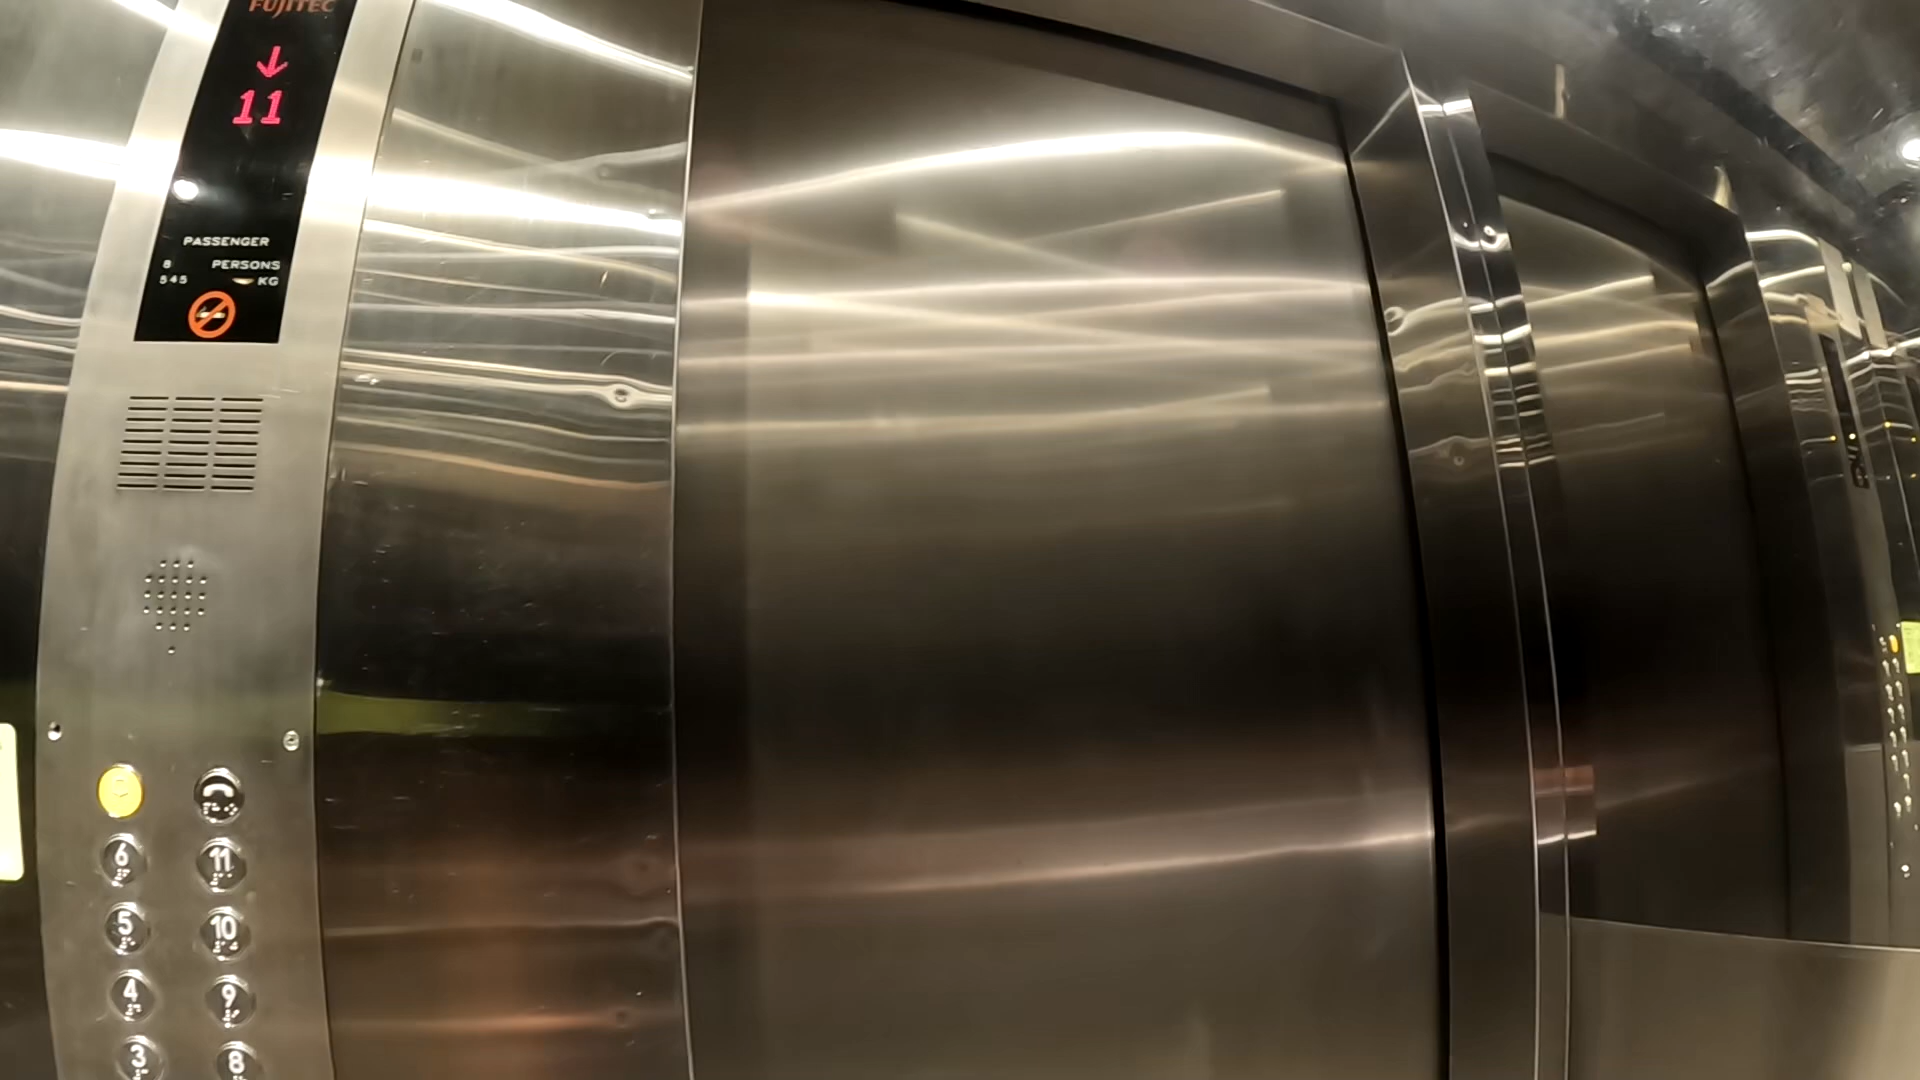 FUJITEC
↓
11
PASSENGER
8 PERSONS
545 KG
6 11
5 10
4 9
3 8